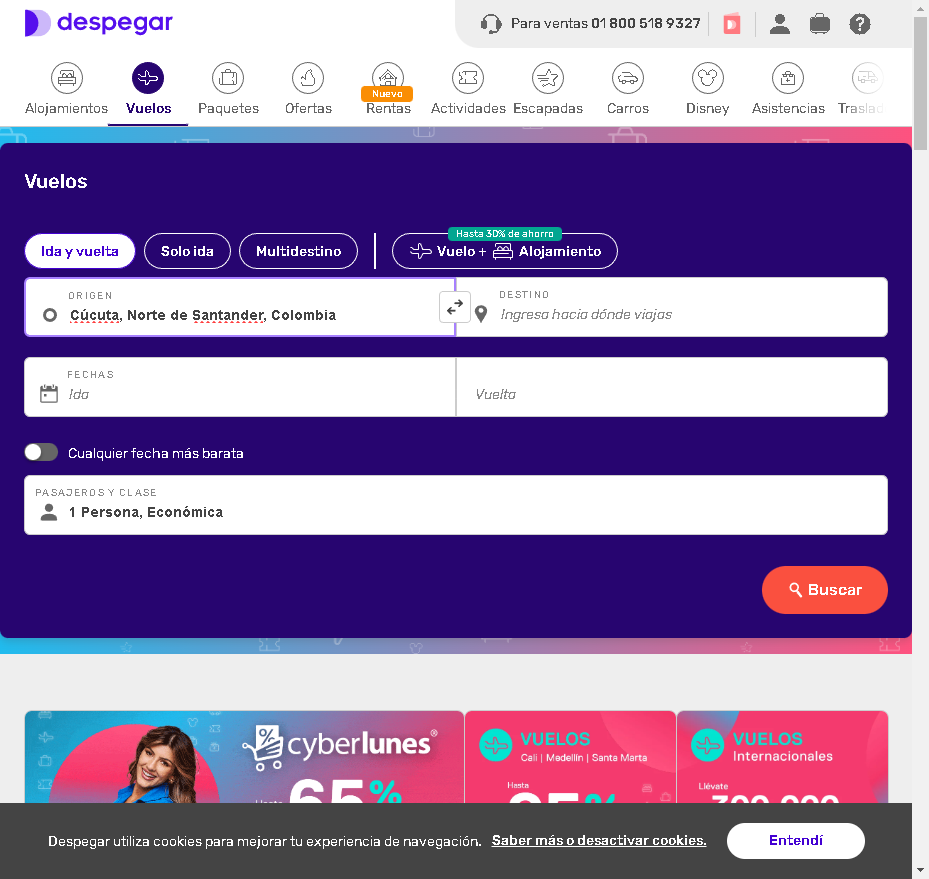 despegar
Para ventas 01 800 518 9327
Alojamientos
Vuelos
Paquetes
Ofertas
Nuevo
Rentas
Actividades
Escapadas
Carros
Disney
Asistencias
Traslad
Vuelos
Hasta 30% de ahorro
Ida y vuelta
Solo ida
Multidestino
Vuelo + Alojamiento
ORIGEN
Cúcuta, Norte de Santander, Colombia
DESTINO
Ingresa hacia dónde viajas
FECHAS
Ida
Vuelta
Cualquier fecha más barata
PASAJEROS Y CLASE
1 Persona, Económica
Buscar
cyberlunes®
Hasta 65%
VUELOS
Cali | Medellín | Santa Marta
Hasta
VUELOS
Internacionales
Llévate
Despegar utiliza cookies para mejorar tu experiencia de navegación. Saber más o desactivar cookies.
Entendí